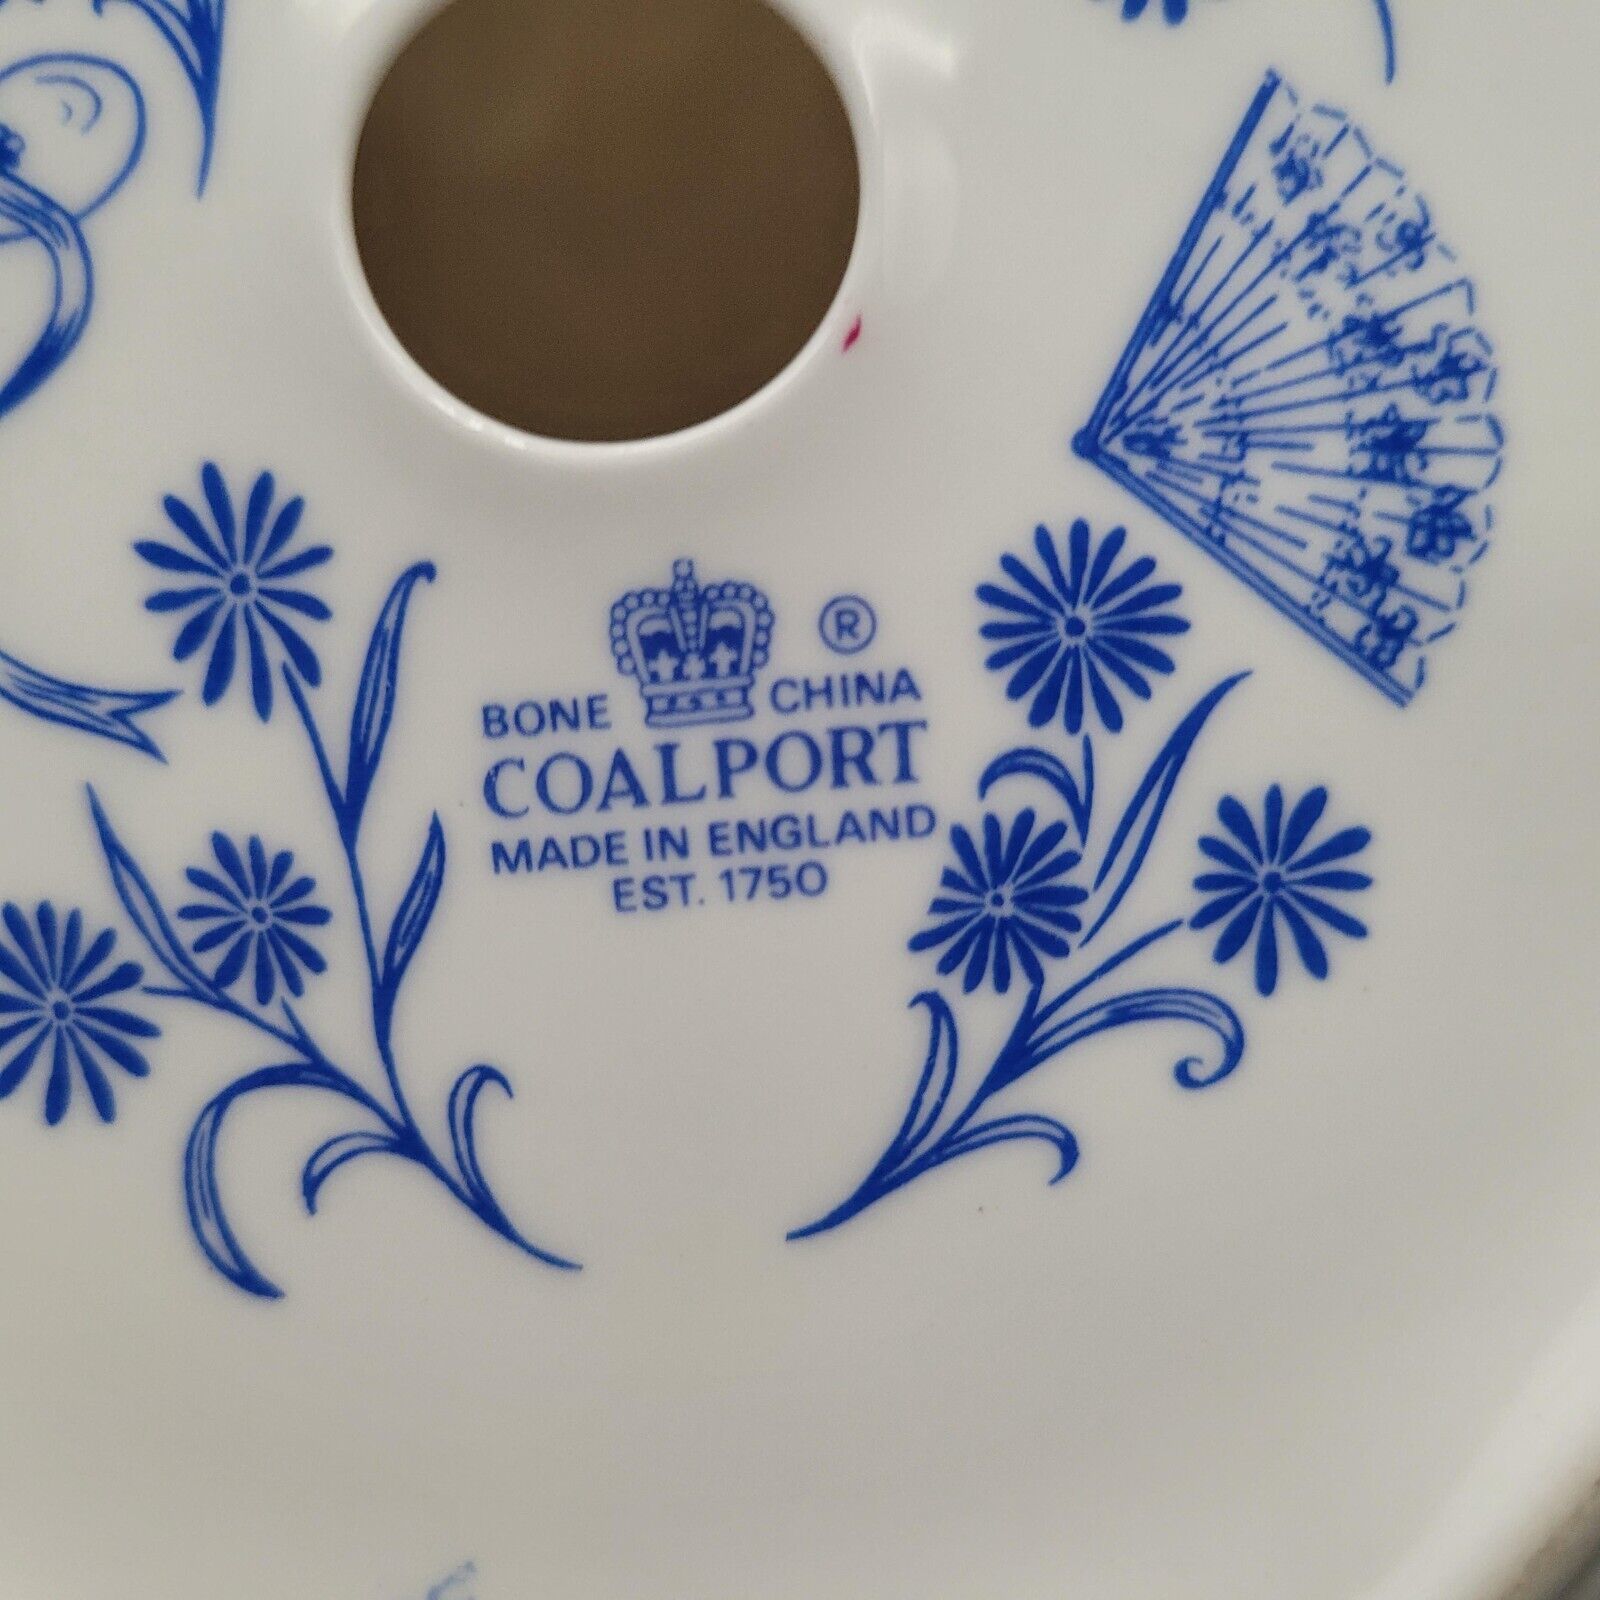 ®
BONE CHINA
COALPORT
MADE IN ENGLAND
EST. 1750